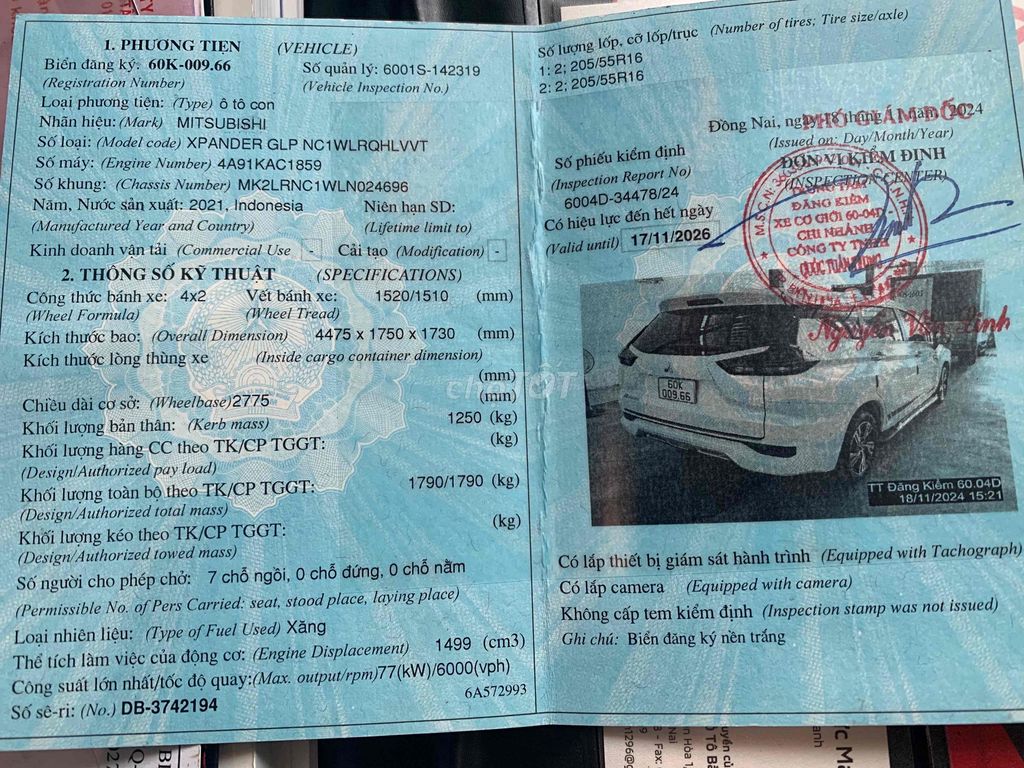 1. PHƯƠNG TIỆN (VEHICLE)
Biển đăng ký: 60K-009.66 Số quản lý: 6001S-142319
(Registration Number) (Vehicle Inspection No.)
Loại phương tiện: (Type) ô tô con
Nhãn hiệu: (Mark) MITSUBISHI
Số loại: (Model code) XPANDER GLP NC1WLRQHLVVT
Số máy: (Engine Number) 4A91KAC1859
Số khung: (Chassis Number) MK2LRNC1WLN024696
Năm, Nước sản xuất: 2021, Indonesia Niên hạn SD:
(Manufactured Year and Country) (Lifetime limit to)
Kinh doanh vận tải (Commercial Use - Cải tạo (Modification) -
2. THÔNG SỐ KỸ THUẬT (SPECIFICATIONS)
Công thức bánh xe: 4x2 Vết bánh xe: 1520/1510 (mm)
(Wheel Formula) (Wheel Tread)
Kích thước bao: (Overall Dimension) 4475 x 1750 x 1730 (mm)
Kích thước lòng thùng xe (Inside cargo container dimension)
(mm)
Chiều dài cơ sở: (Wheelbase)2775 (mm)
Khối lượng bản thân: (Kerb mass) 1250 (kg)
Khối lượng hàng CC theo TK/CP TGGT: (kg)
(Design/Authorized pay load)
Khối lượng toàn bộ theo TK/CP TGGT: 1790/1790 (kg)
(Design/Authorized total mass)
Khối lượng kéo theo TK/CP TGGT: (kg)
(Design/Authorized towed mass)
Số người cho phép chở: 7 chỗ ngồi, 0 chỗ đứng, 0 chỗ nằm
(Permissible No. of Pers Carried: seat, stood place, laying place)
Loại nhiên liệu: (Type of Fuel Used) Xăng
Thể tích làm việc của động cơ: (Engine Displacement) 1499 (cm3)
Công suất lớn nhất/tốc độ quay:(Max. output/rpm)77(kW)/6000(vph)
Số sê-ri: (No.) DB-3742194 6A572993
Số lượng lốp, cỡ lốp/trục (Number of tires; Tire size/axle)
1: 2; 205/55R16
2: 2; 205/55R16
Đồng Nai, ngày 18 tháng năm 2024
(Issued on: Day/Month/Year)
PHÓ GIÁM ĐỐC
Số phiếu kiểm định ĐƠN VỊ KIỂM ĐỊNH
(Inspection Report No) (INSPECTION CENTER)
6004D-34478/24
Có hiệu lực đến hết ngày
(Valid until) 17/11/2026
ĐĂNG KIỂM
XE CƠ GIỚI 60-04D
CHI NHÁNH
CÔNG TY TNHH
Nguyễn Văn
60K
009.66
TT Đăng Kiểm 60.04D
18/11/2024 15:21
chợTỐT
Có lắp thiết bị giám sát hành trình (Equipped with Tachograph)
Có lắp camera (Equipped with camera)
Không cấp tem kiểm định (Inspection stamp was not issued)
Ghi chú: Biển đăng ký nền trắng